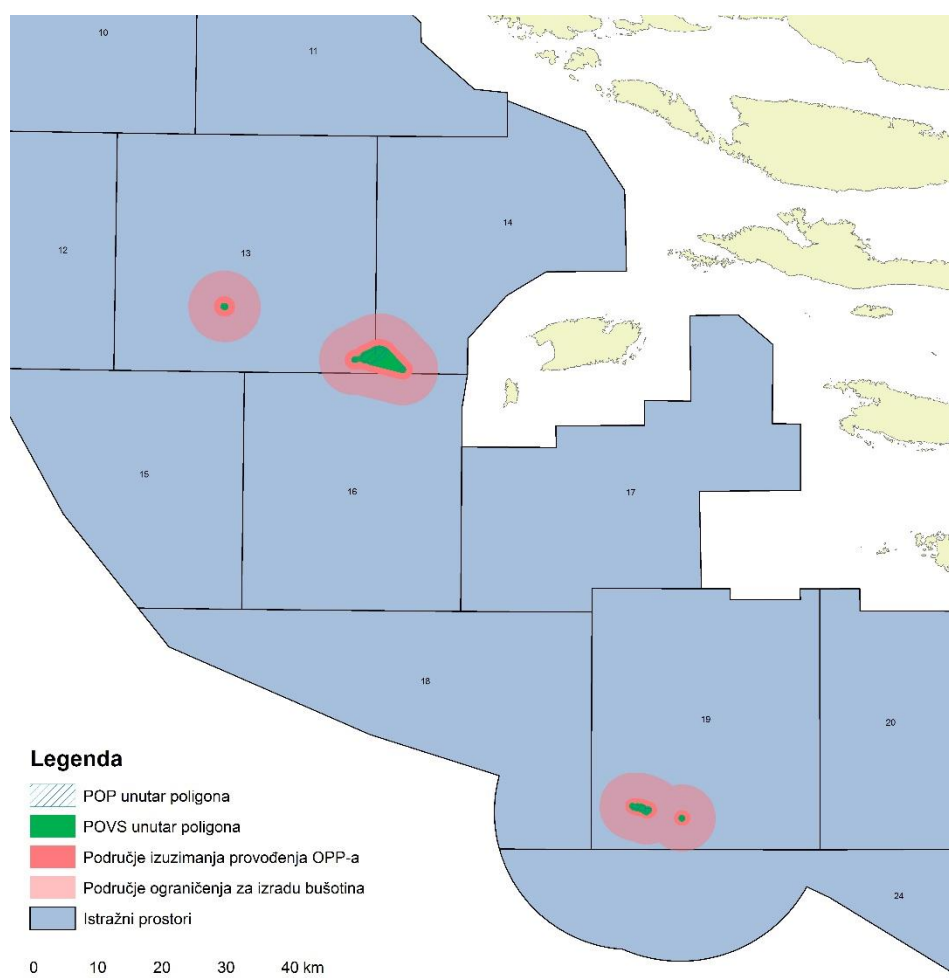 10
11
12
13
14
15
16
17
18
19
20
24
Legenda
POP unutar poligona
POVS unutar poligona
Područje izuzimanja provođenja OPP-a
Područje ograničenja za izradu bušotina
Istražni prostori
0 10 20 30 40 km